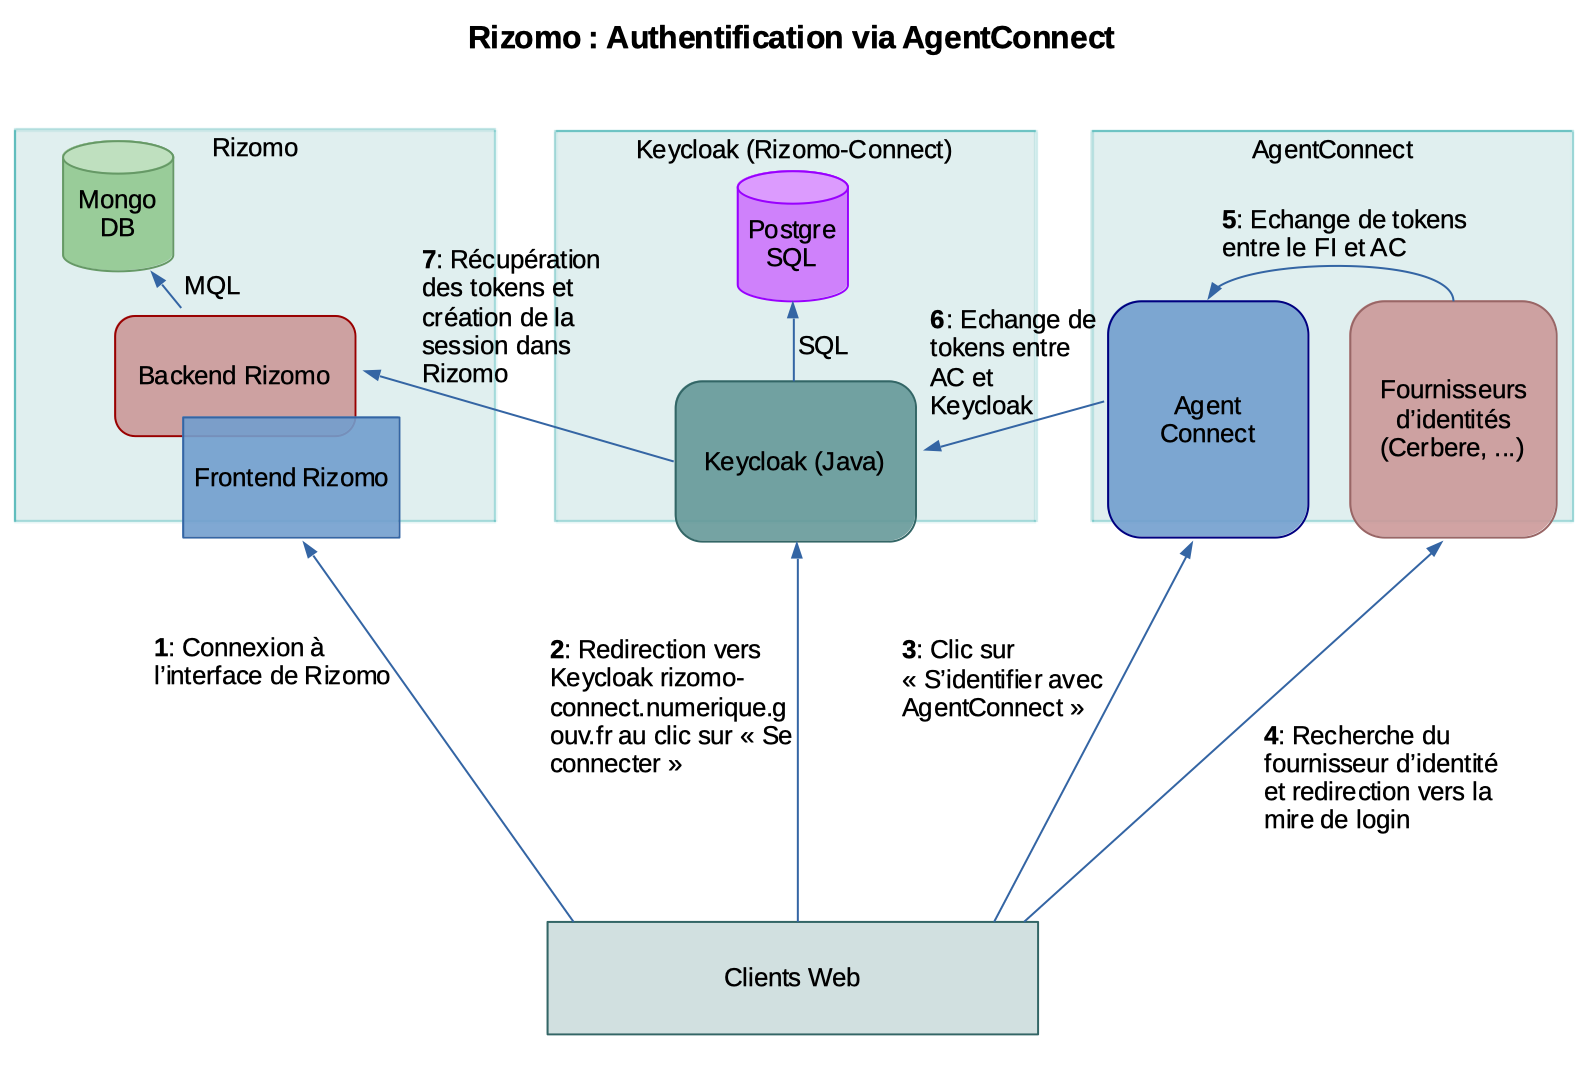 Rizomo : Authentification via AgentConnect
Rizomo
Mongo
DB
MQL
Backend Rizomo
Frontend Rizomo
7: Récupération
des tokens et
création de la
session dans
Rizomo
Keycloak (Rizomo-Connect)
Postgre
SQL
SQL
Keycloak (Java)
6: Echange de
tokens entre
AC et
Keycloak
AgentConnect
5: Echange de tokens
entre le FI et AC
Agent
Connect
Fournisseurs
d’identités
(Cerbere, ...)
1: Connexion à
l’interface de Rizomo
2: Redirection vers
Keycloak rizomo-
connect.numerique.g
ouv.fr au clic sur « Se
connecter »
3: Clic sur
« S’identifier avec
AgentConnect »
4: Recherche du
fournisseur d’identité
et redirection vers la
mire de login
Clients Web